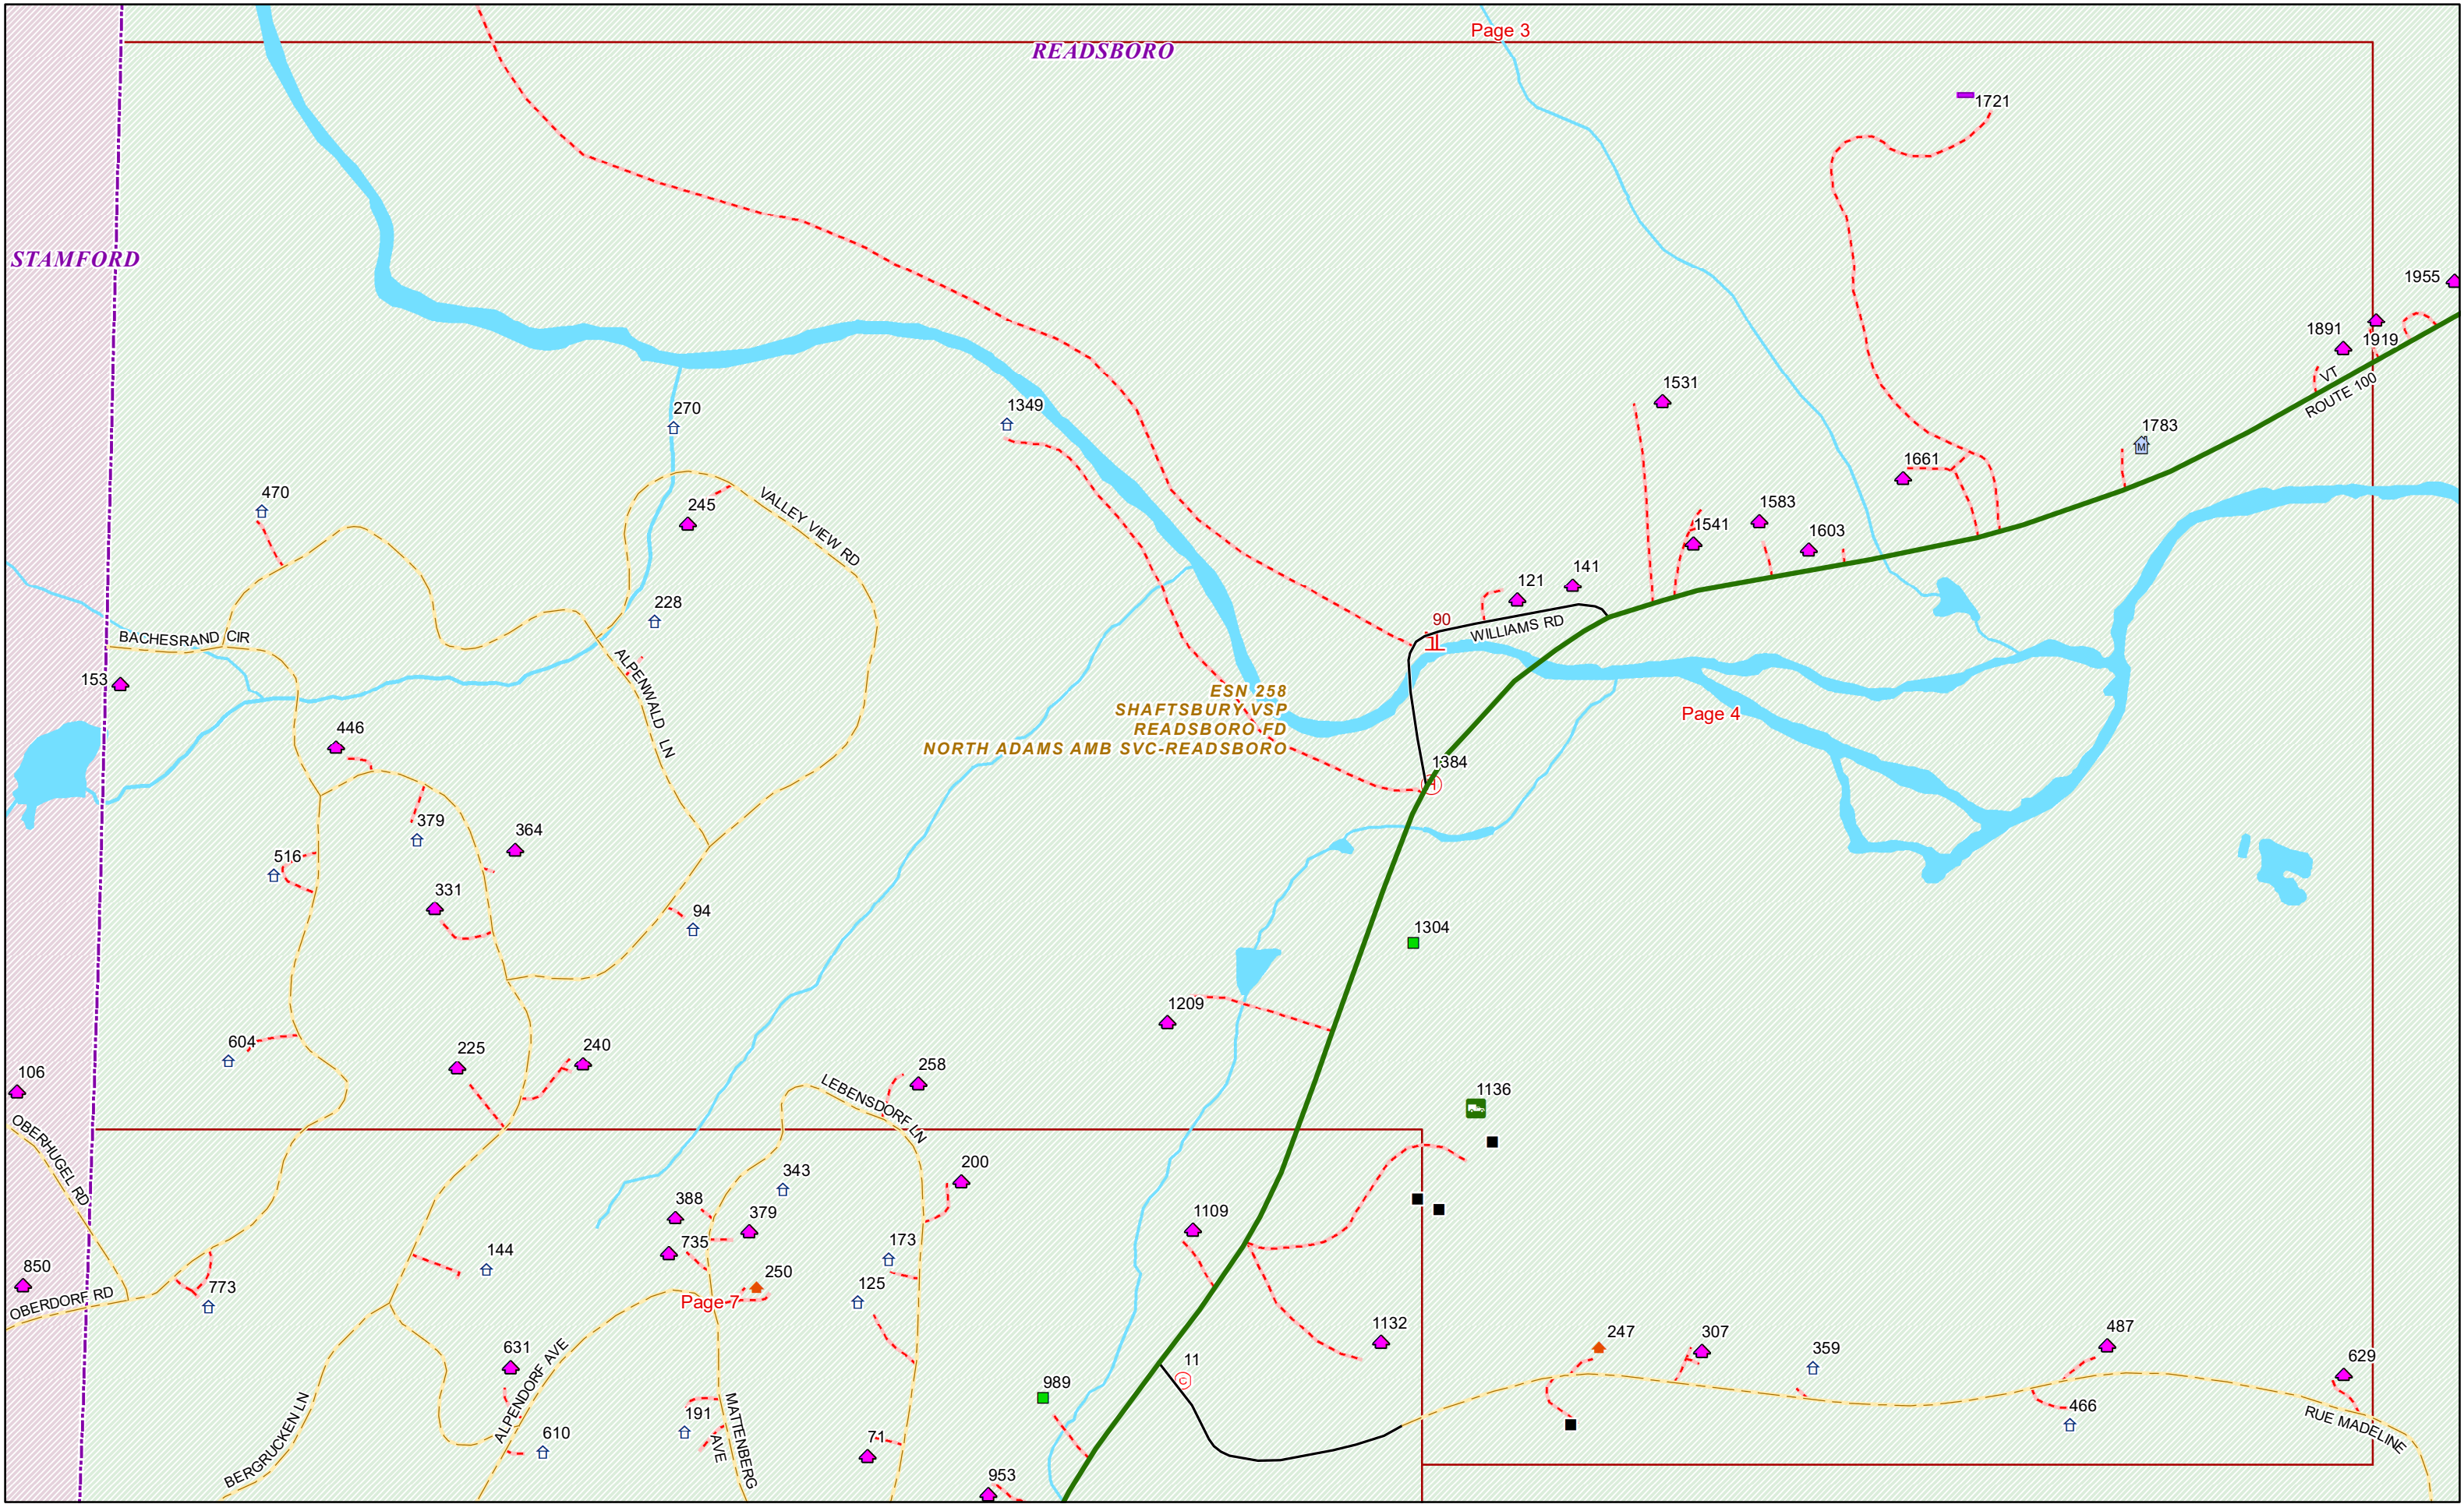 Page 3
READSBORO
1721
STAMFORD
1955
1891
1919
VT
ROUTE 100
1531
270
1349
1783
1661
470
245
VALLEY VIEW RD
1583
1541
1603
121
141
228
90
WILLIAMS RD
BACHESRAND CIR
ALPENWALD LN
153
ESN 258
SHAFTSBURY VSP
READSBORO FD
NORTH ADAMS AMB SVC-READSBORO
Page 4
446
1384
H
M
379
364
516
331
94
1304
1209
604
225
240
258
106
LEBENSDORF LN
1136
OBERHUGEL RD
343
200
388
379
1109
735
173
144
250
125
850
773
OBERDORF RD
Page 7
1132
11
C
247
307
359
487
629
631
ALPENDORF AVE
989
466
RUE MADELINE
BERGRUCKEN LN
191
MATTENBERG
AVE
610
71
953